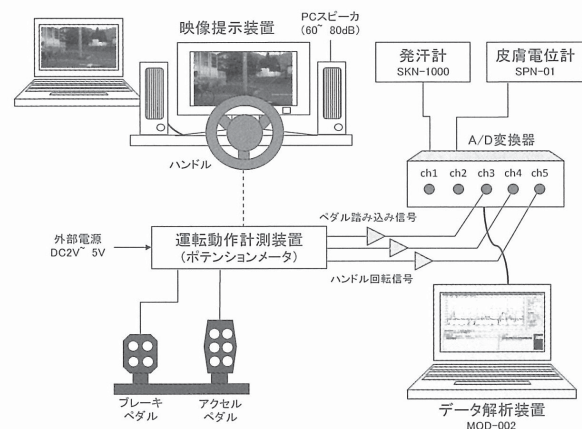 映像提示装置
PCスピーカ
(60~ 80dB)
ハンドル
発汗計
SKN-1000
皮膚電位計
SPN-01
A/D変換器
ch1 ch2 ch3 ch4 ch5
ペダル踏み込み信号
外部電源
DC2V~ 5V
運転動作計測装置
(ポテンションメータ)
ハンドル回転信号
ブレーキ
ペダル
アクセル
ペダル
データ解析装置
MOD-002